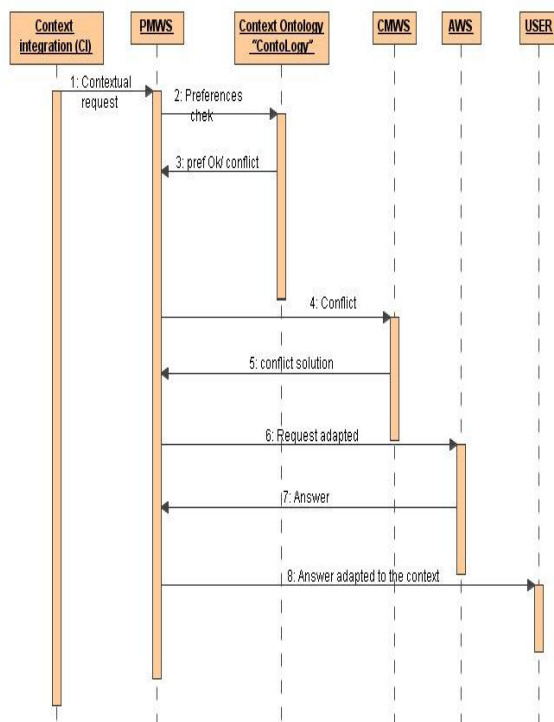 Context
integration (CI)
PMWS
Context Ontology
"ContoLogy"
CMWS
AWS
USER
1: Contextual
request
2: Preferences
chek
3: pref Ok/ conflict
4: Conflict
5: conflict solution
6: Request adapted
7: Answer
8: Answer adapted to the context